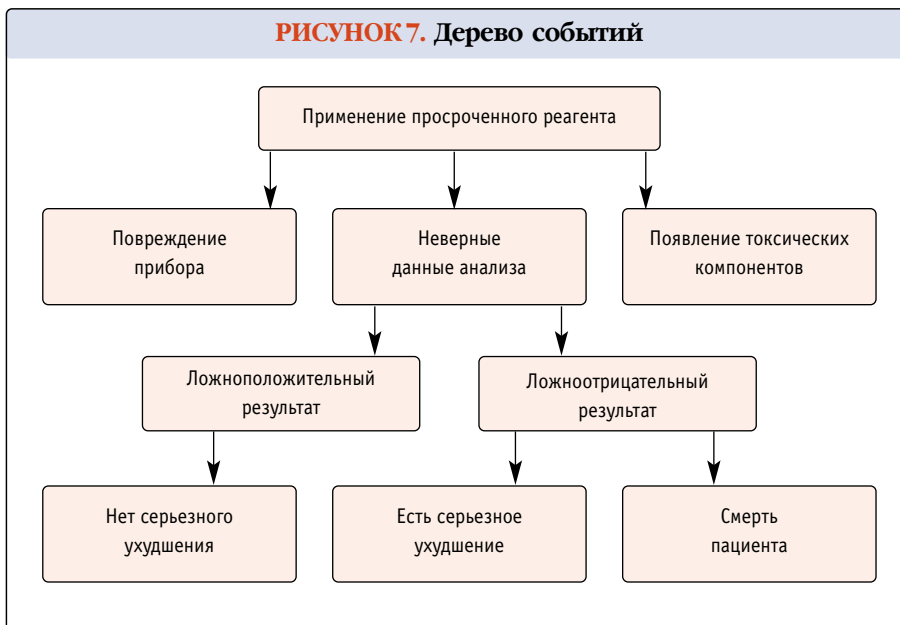 РИСУНОК 7. Дерево событий
Применение просроченного реагента
Повреждение
прибора
Неверные
данные анализа
Появление токсических
компонентов
Ложноположительный
результат
Ложноотрицательный
результат
Нет серьезного
ухудшения
Есть серьезное
ухудшение
Смерть
пациента